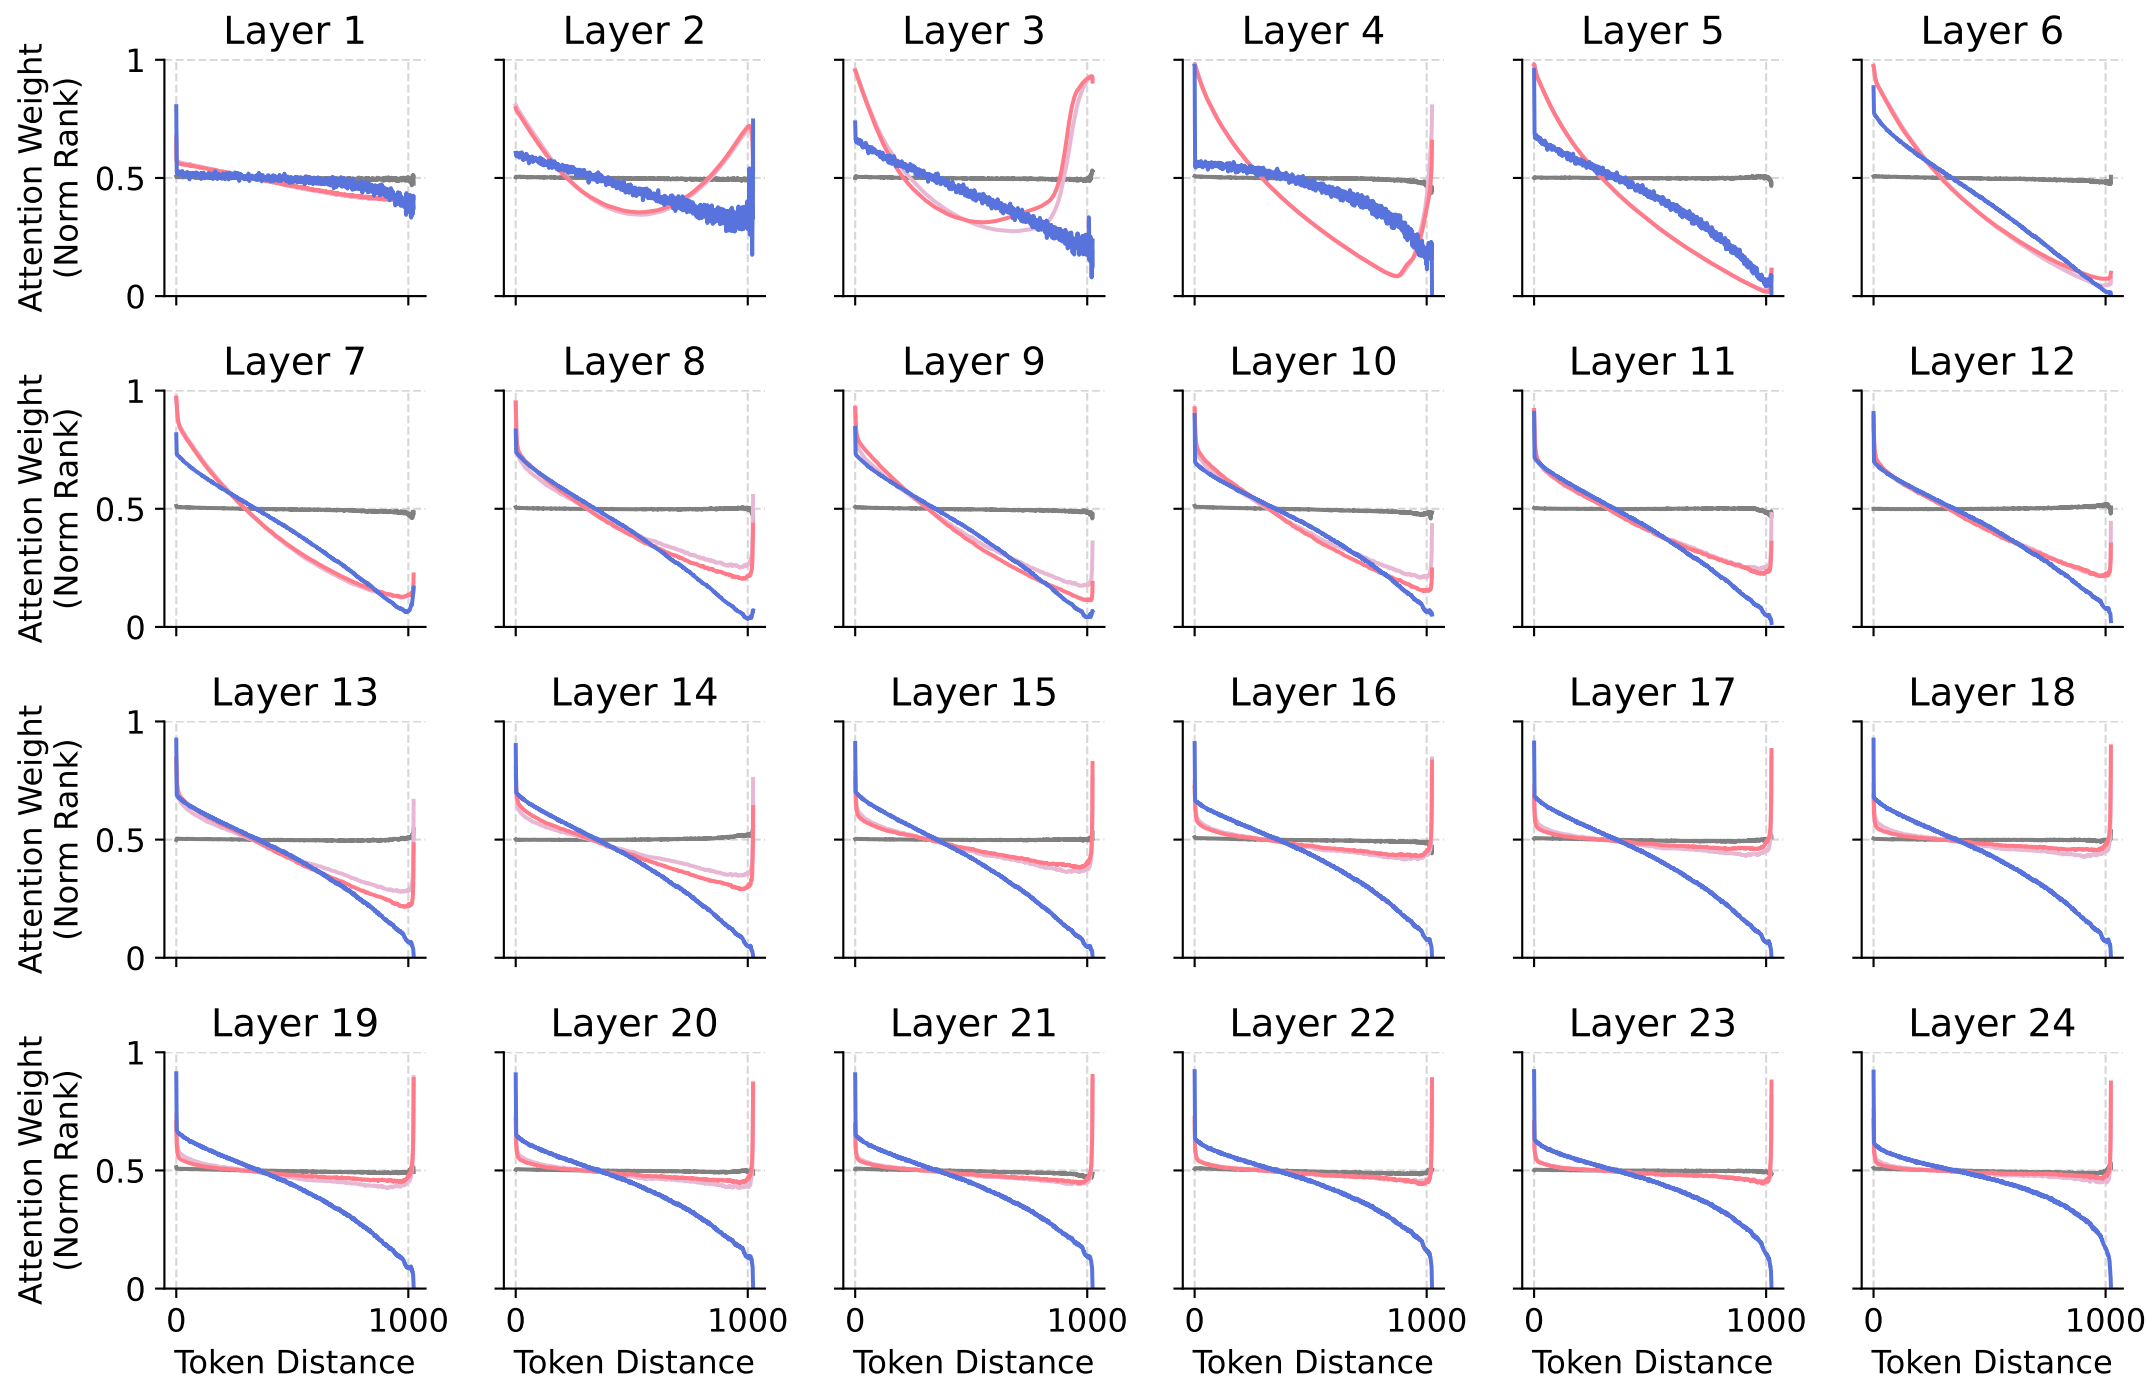 Layer 1 Layer 2 Layer 3 Layer 4 Layer 5 Layer 6
Attention Weight
(Norm Rank)
1
0.5
0
Layer 7 Layer 8 Layer 9 Layer 10 Layer 11 Layer 12
Attention Weight
(Norm Rank)
1
0.5
0
Layer 13 Layer 14 Layer 15 Layer 16 Layer 17 Layer 18
Attention Weight
(Norm Rank)
1
0.5
0
Layer 19 Layer 20 Layer 21 Layer 22 Layer 23 Layer 24
Attention Weight
(Norm Rank)
1
0.5
0
0 1000 0 1000 0 1000 0 1000 0 1000 0 1000
Token Distance Token Distance Token Distance Token Distance Token Distance Token Distance